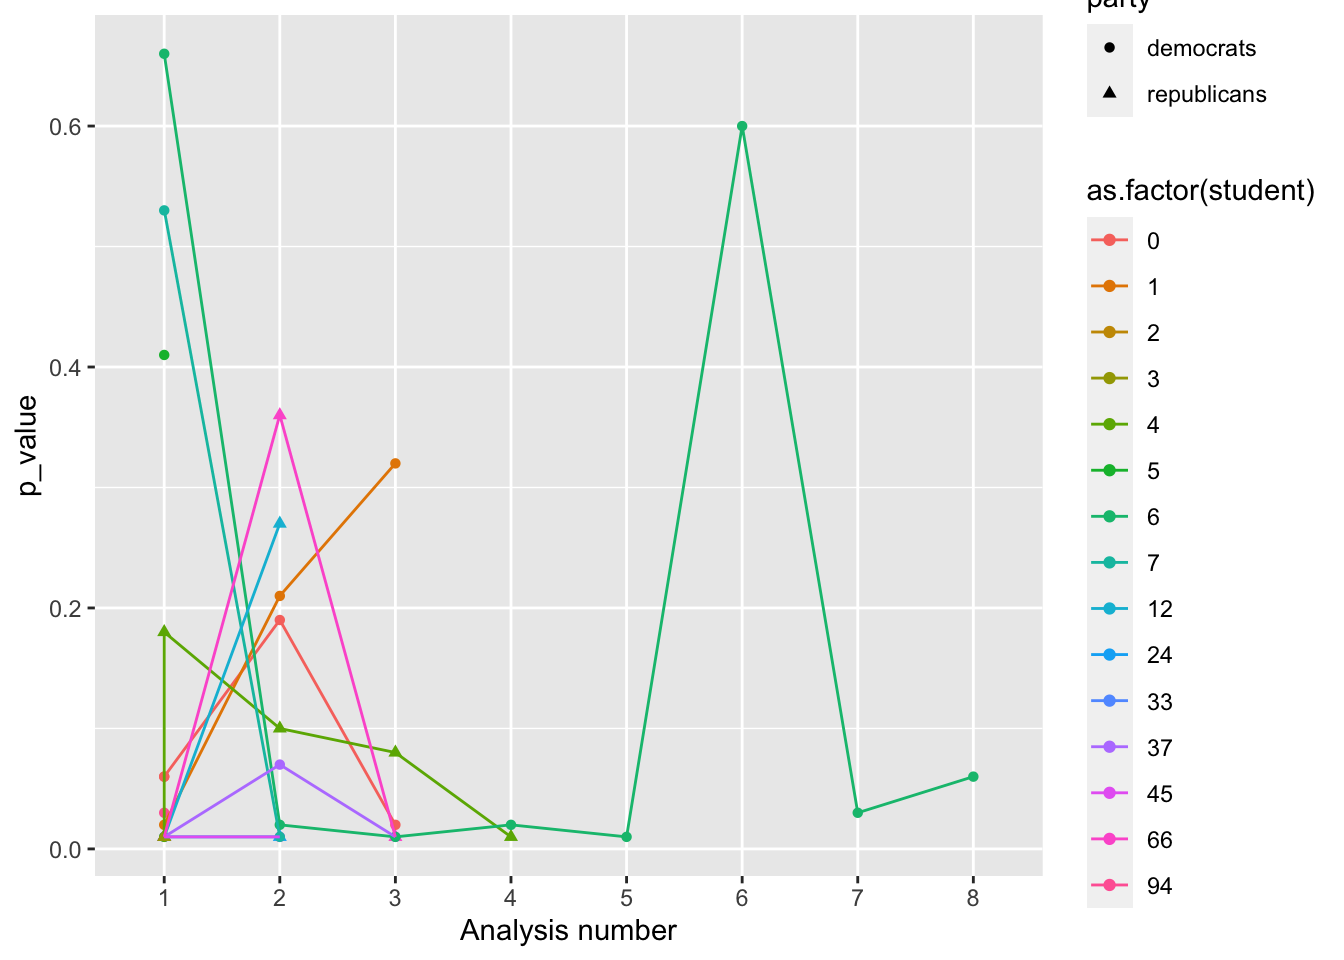 party
democrats
republicans
as.factor(student)
0
1
2
3
4
5
6
7
12
24
33
37
45
66
94
p_value
0.6
0.4
0.2
0.0
1 2 3 4 5 6 7 8
Analysis number